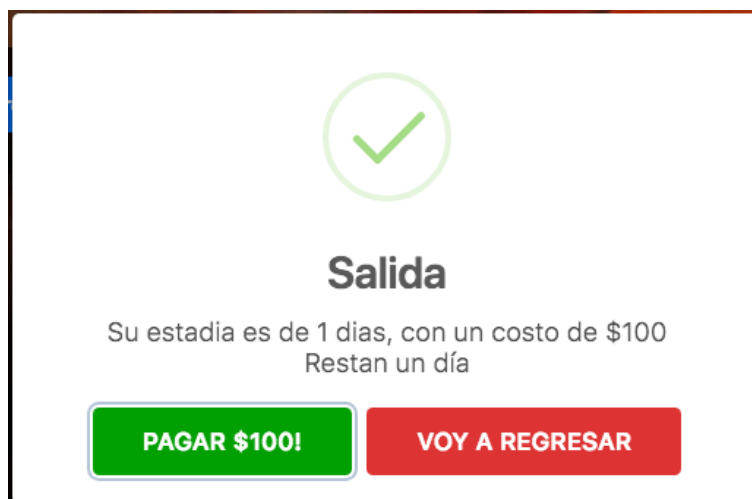 Salida
Su estadia es de 1 dias, con un costo de $100
Restan un día
PAGAR $100!
VOY A REGRESAR